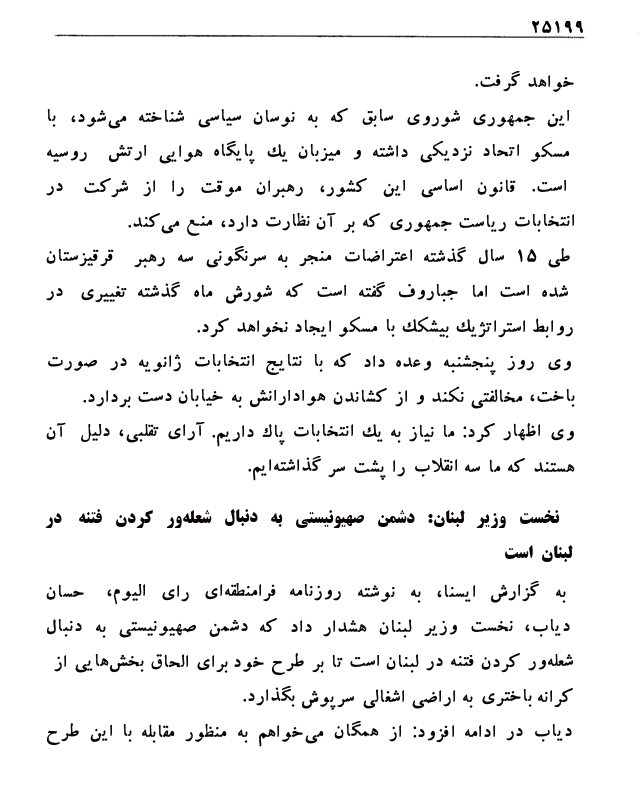 ۲۵۱۹۹
خواهد گرفت.
این جمهوری شوروی سابق که به نوسان سیاسی شناخته می‌شود، با
مسکو اتحاد نزدیکی داشته و میزبان یك پایگاه هوایی ارتش روسیه
است. قانون اساسی این کشور، رهبران موقت را از شرکت در
انتخابات ریاست جمهوری که بر آن نظارت دارد، منع می‌کند.
طی ۱۵ سال گذشته اعتراضات منجر به سرنگونی سه رهبر قرقیزستان
شده است اما جباروف گفته است که شورش ماه گذشته تغییری در
روابط استراتژیك بیشکك با مسکو ایجاد نخواهد کرد.
وی روز پنجشنبه وعده داد که با نتایج انتخابات ژانویه در صورت
باخت، مخالفتی نکند و از کشاندن هوادارانش به خیابان دست بردارد.
وی اظهار کرد: ما نیاز به یك انتخابات پاك داریم. آرای تقلبی، دلیل آن
هستند که ما سه انقلاب را پشت سر گذاشته‌ایم.
نخست وزیر لبنان: دشمن صهیونیستی به دنبال شعله‌ور کردن فتنه در
لبنان است
به گزارش ایسنا، به نوشته روزنامه فرامنطقه‌ای رای الیوم، حسان
دیاب، نخست وزیر لبنان هشدار داد که دشمن صهیونیستی به دنبال
شعله‌ور کردن فتنه در لبنان است تا بر طرح خود برای الحاق بخش‌هایی از
کرانه باختری به اراضی اشغالی سرپوش بگذارد.
دیاب در ادامه افزود: از همگان می‌خواهم به منظور مقابله با این طرح